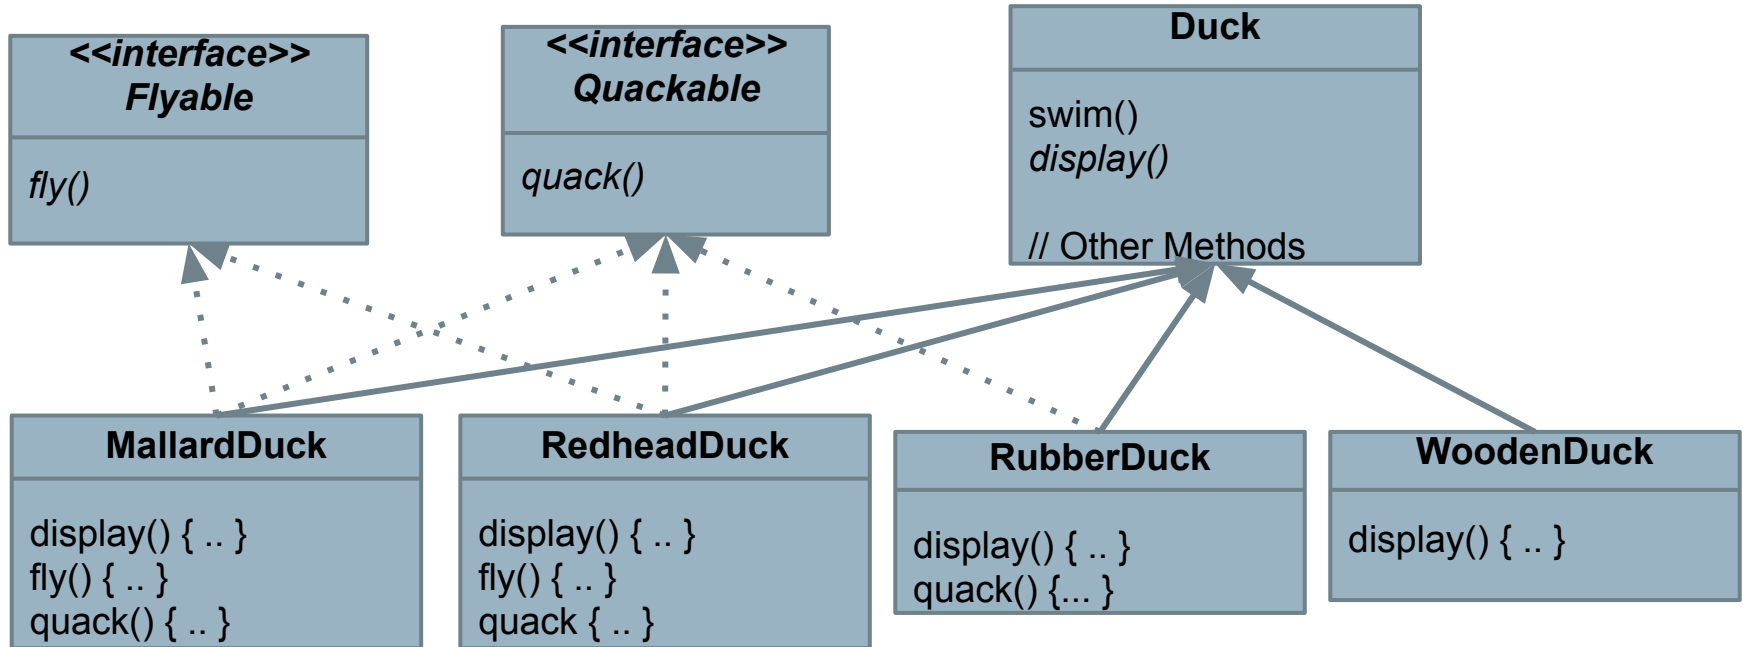 <<interface>>
Flyable
fly()
<<interface>>
Quackable
quack()
Duck
swim()
display()
// Other Methods
MallardDuck
display() { .. }
fly() { .. }
quack() { .. }
RedheadDuck
display() { .. }
fly() { .. }
quack { .. }
RubberDuck
display() { .. }
quack() {... }
WoodenDuck
display() { .. }